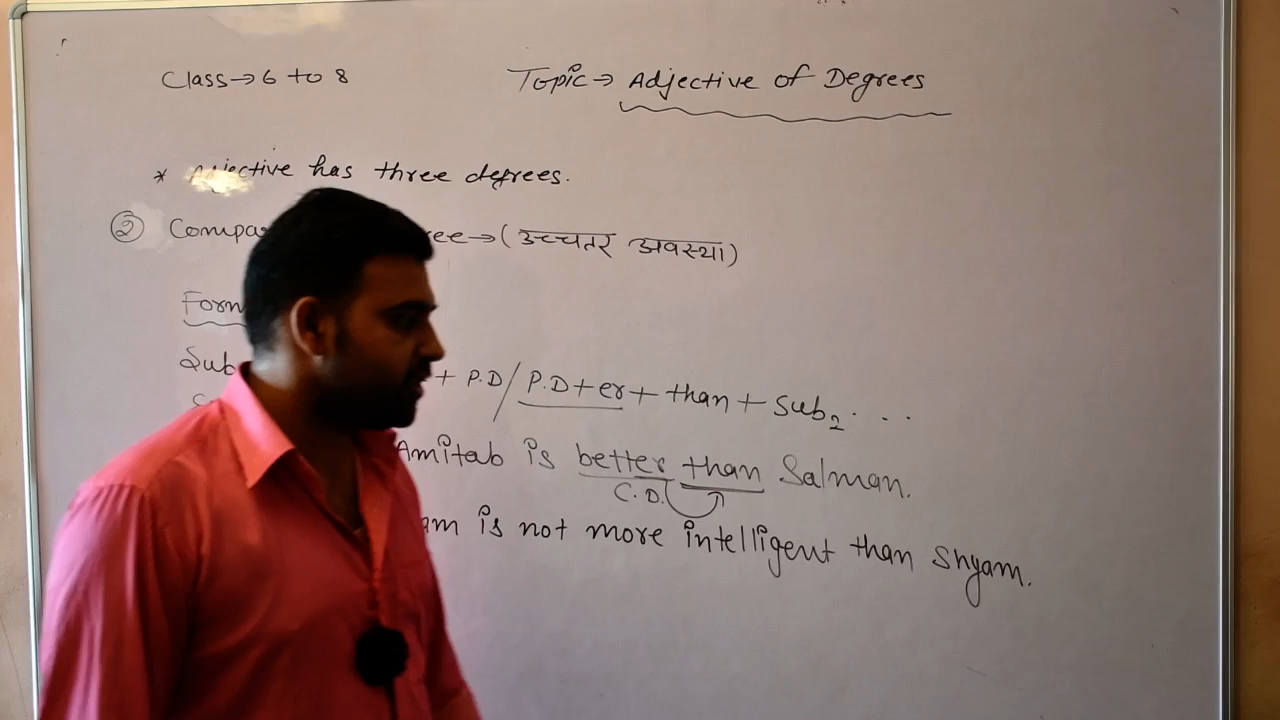 Class→6 to 8
Topic→ Adjective of Degrees
* Adjective has three degrees.
② Compa ree→(उच्चतर अवस्था)
Form
Sub + P.D/P.D+er+ than + Sub2 . . .
Amitab is better than Salman.
C.D.
am is not more intelligent than Shyam.